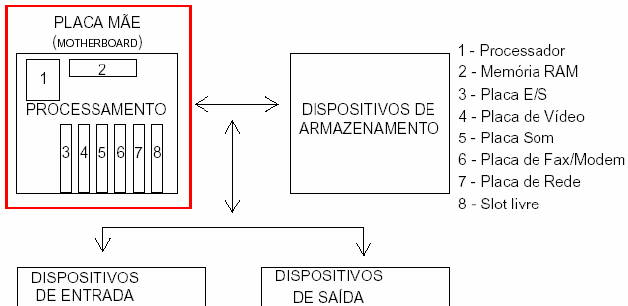 PLACA MÃE
(MOTHERBOARD)
1
2
PROCESSAMENTO
3 4 5 6 7 8
DISPOSITIVOS DE
ARMAZENAMENTO
1 - Processador
2 - Memória RAM
3 - Placa E/S
4 - Placa de Vídeo
5 - Placa Som
6 - Placa de Fax/Modem
7 - Placa de Rede
8 - Slot livre
DISPOSITIVOS
DE ENTRADA
DISPOSITIVOS
DE SAÍDA